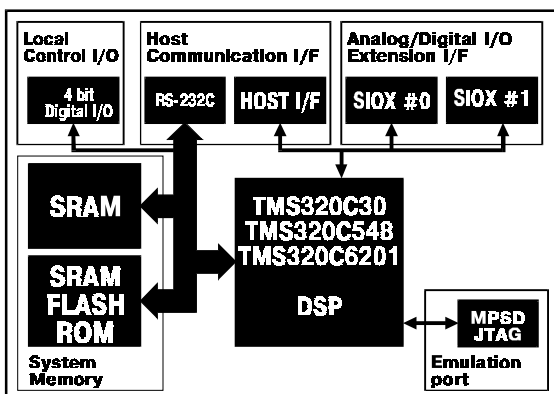 Local
Control I/O
4 bit
Digital I/O
Host
Communication I/F
RS-232C
HOST I/F
Analog/Digital I/O
Extension I/F
SIOX #0
SIOX #1
SRAM
SRAM
FLASH
ROM
System
Memory
TMS320C30
TMS320C548
TMS320C6201
DSP
MPSD
JTAG
Emulation
port